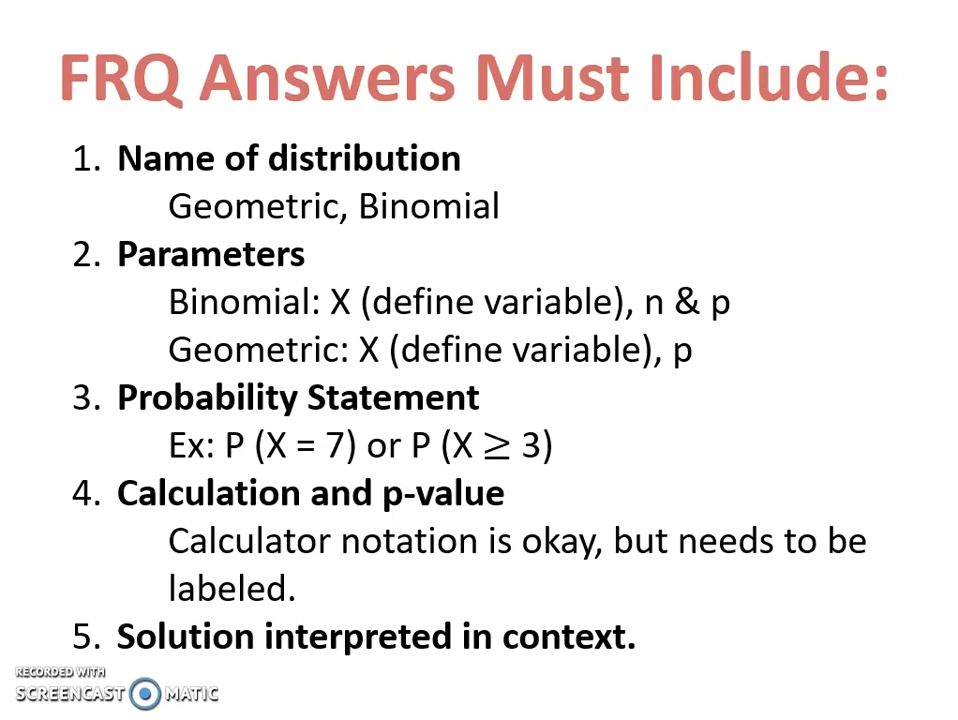 FRQ Answers Must Include:
1. Name of distribution
Geometric, Binomial
2. Parameters
Binomial: X (define variable), n & p
Geometric: X (define variable), p
3. Probability Statement
Ex: P (X = 7) or P (X ≥ 3)
4. Calculation and p-value
Calculator notation is okay, but needs to be
labeled.
5. Solution interpreted in context.
RECORDED WITH
SCREENCAST MATIC